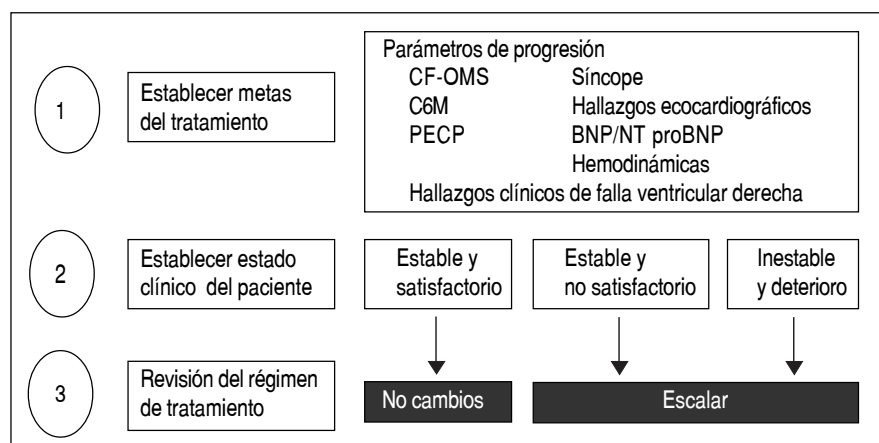 1
Establecer metas
del tratamiento
Parámetros de progresión
CF-OMS Síncope
C6M Hallazgos ecocardiográficos
PECP BNP/NT proBNP
Hemodinámicas
Hallazgos clínicos de falla ventricular derecha
2
Establecer estado
clínico del paciente
Estable y
satisfactorio
Estable y
no satisfactorio
Inestable
y deterioro
3
Revisión del régimen
de tratamiento
No cambios
Escalar